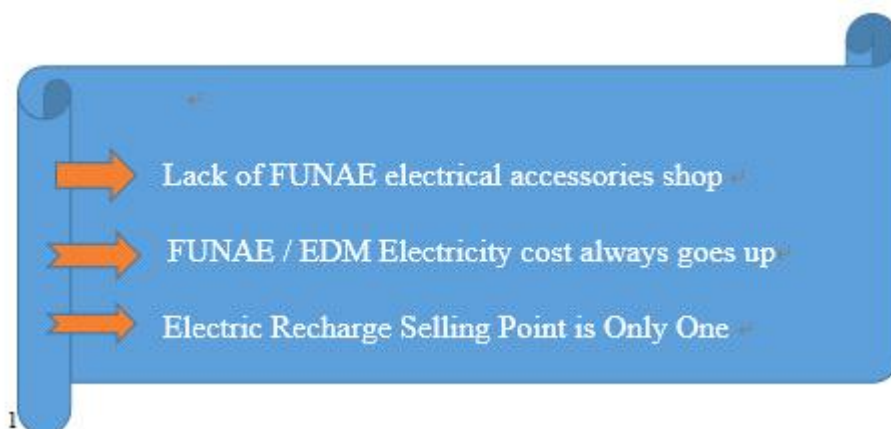 Lack of FUNAE electrical accessories shop
FUNAE / EDM Electricity cost always goes up
Electric Recharge Selling Point is Only One
1